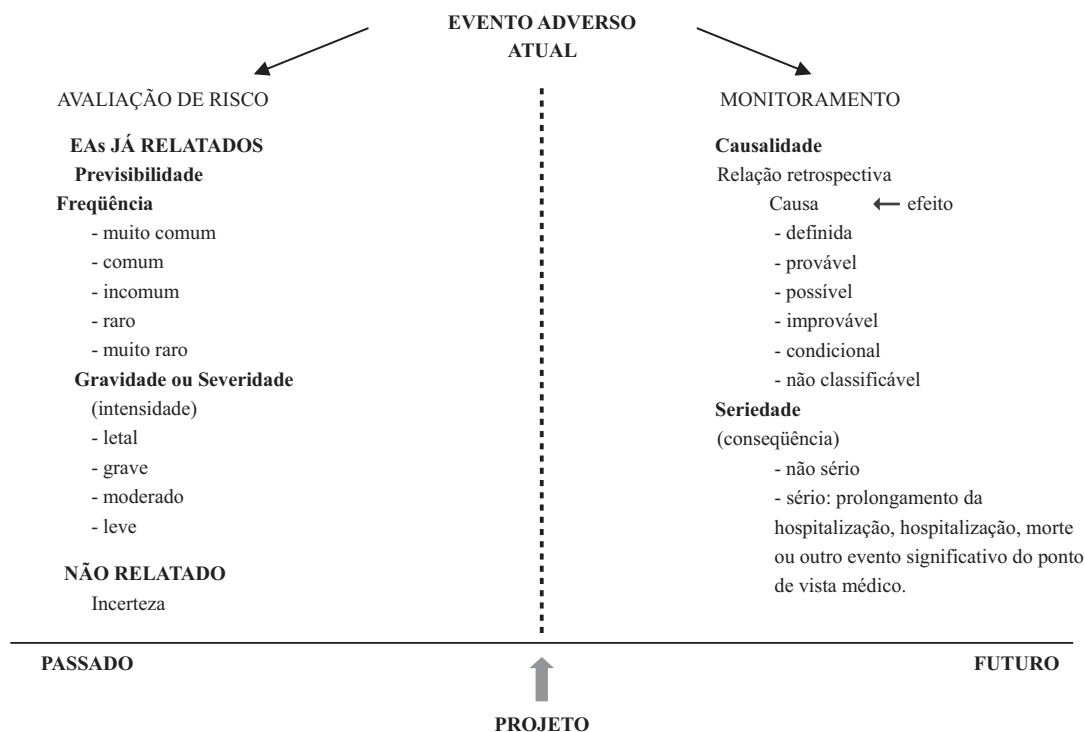 EVENTO ADVERSO
ATUAL
AVALIAÇÃO DE RISCO
EAs JÁ RELATADOS
Previsibilidade
Freqüência
- muito comum
- comum
- incomum
- raro
- muito raro
Gravidade ou Severidade
(intensidade)
- letal
- grave
- moderado
- leve
NÃO RELATADO
Incerteza
MONITORAMENTO
Causalidade
Relação retrospectiva
Causa ← efeito
- definida
- provável
- possível
- improvável
- condicional
- não classificável
Seriedade
(conseqüência)
- não sério
- sério: prolongamento da
hospitalização, hospitalização, morte
ou outro evento significativo do ponto
de vista médico.
PASSADO
FUTURO
PROJETO